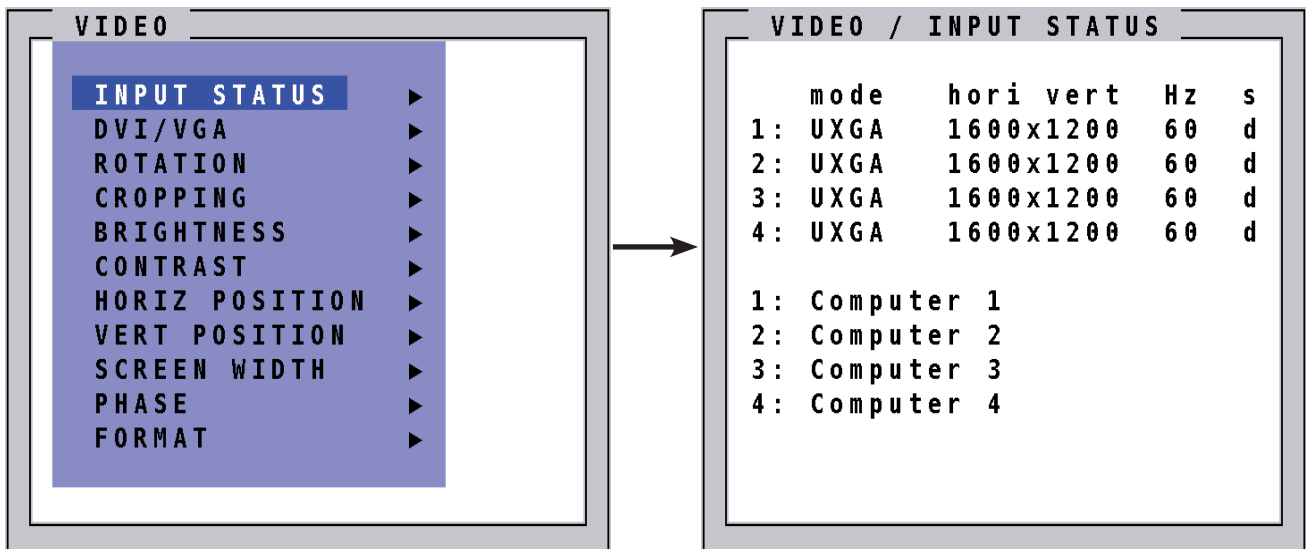 VIDEO
INPUT STATUS ▶
DVI/VGA ▶
ROTATION ▶
CROPPING ▶
BRIGHTNESS ▶
CONTRAST ▶
HORIZ POSITION ▶
VERT POSITION ▶
SCREEN WIDTH ▶
PHASE ▶
FORMAT ▶
VIDEO / INPUT STATUS
mode hori vert Hz s
1: UXGA 1600x1200 60 d
2: UXGA 1600x1200 60 d
3: UXGA 1600x1200 60 d
4: UXGA 1600x1200 60 d
1: Computer 1
2: Computer 2
3: Computer 3
4: Computer 4